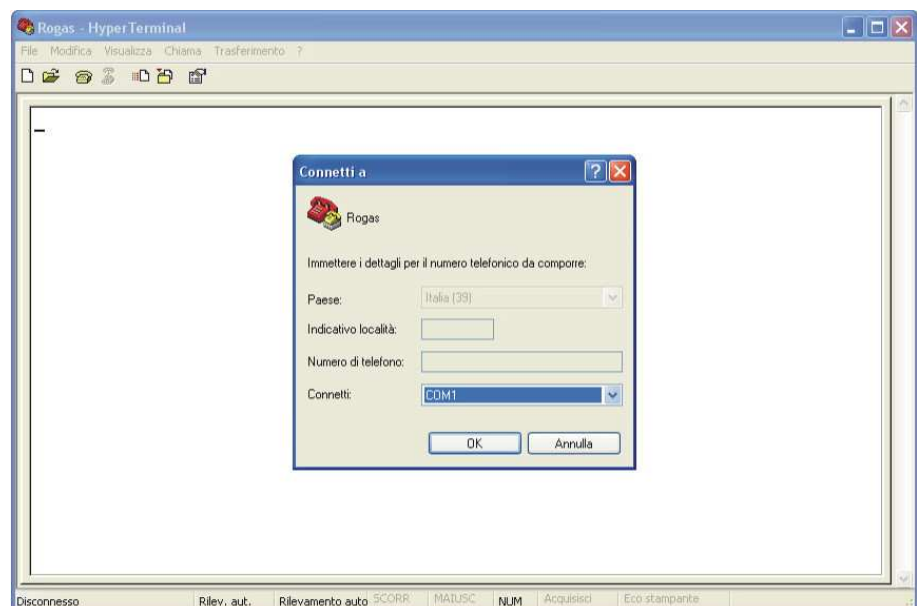 Rogas - HyperTerminal
File Modifica Visualizza Chiama Trasferimento ?
Connetti a
Rogas
Immettere i dettagli per il numero telefonico da comporre:
Paese: Italia (39)
Indicativo località:
Numero di telefono:
Connetti: COM1
OK Annulla
Disconnesso Rilev. aut. Rilevamento auto SCORR MAIUSC NUM Acquisisci Eco stampante